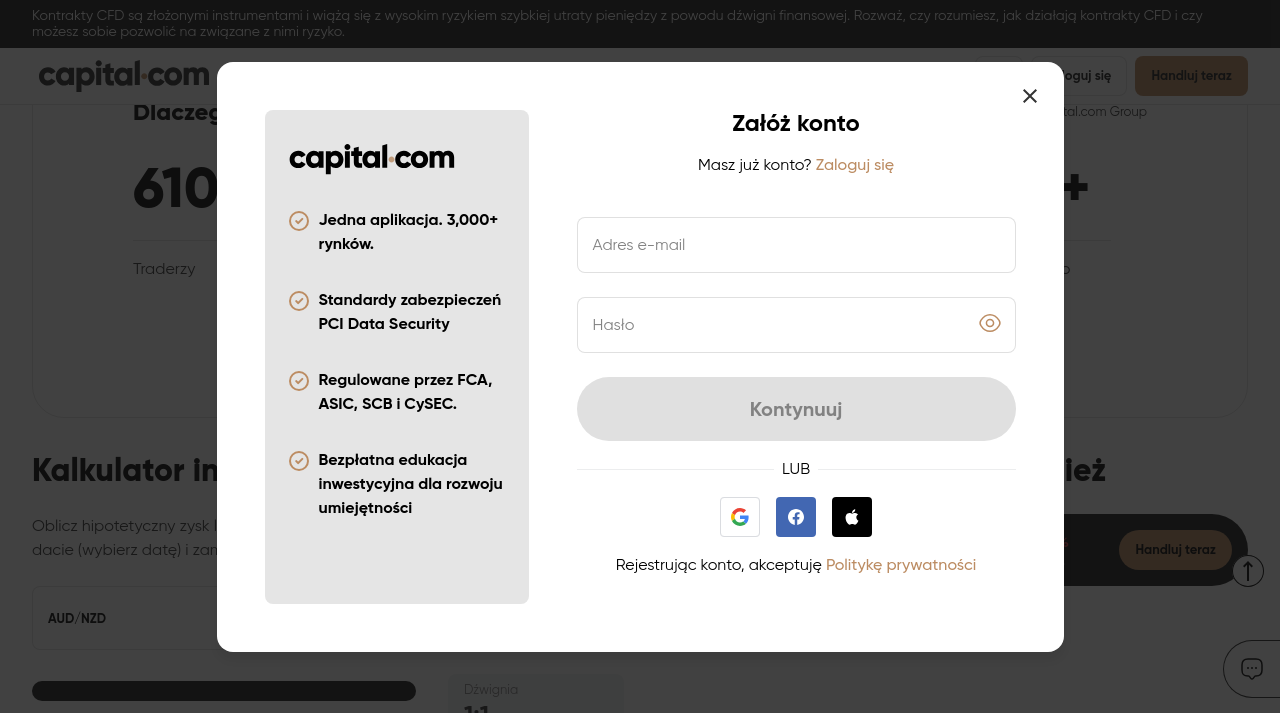 Kontrakty CFD są złożonymi instrumentami i wiążą się z wysokim ryzykiem szybkiej utraty pieniędzy z powodu dźwigni finansowej. Rozważ, czy rozumiesz, jak działają kontrakty CFD i czy
możesz sobie pozwolić na związane z nimi ryzyko.
capital.com
oguj się
Handluj teraz
Dlaczeg
tal.com Group
610
+
Traderzy
Kalkulator in
ież
Oblicz hipotetyczny zysk
dacie (wybierz datę) i zar
Handluj teraz
AUD/NZD
Dźwignia
1:1
capital.com
Jedna aplikacja. 3,000+
rynków.
Standardy zabezpieczeń
PCI Data Security
Regulowane przez FCA,
ASIC, SCB i CySEC.
Bezpłatna edukacja
inwestycyjna dla rozwoju
umiejętności
Załóż konto
Masz już konto? Zaloguj się
Adres e-mail
Hasło
Kontynuuj
LUB
Rejestrując konto, akceptuję Politykę prywatności